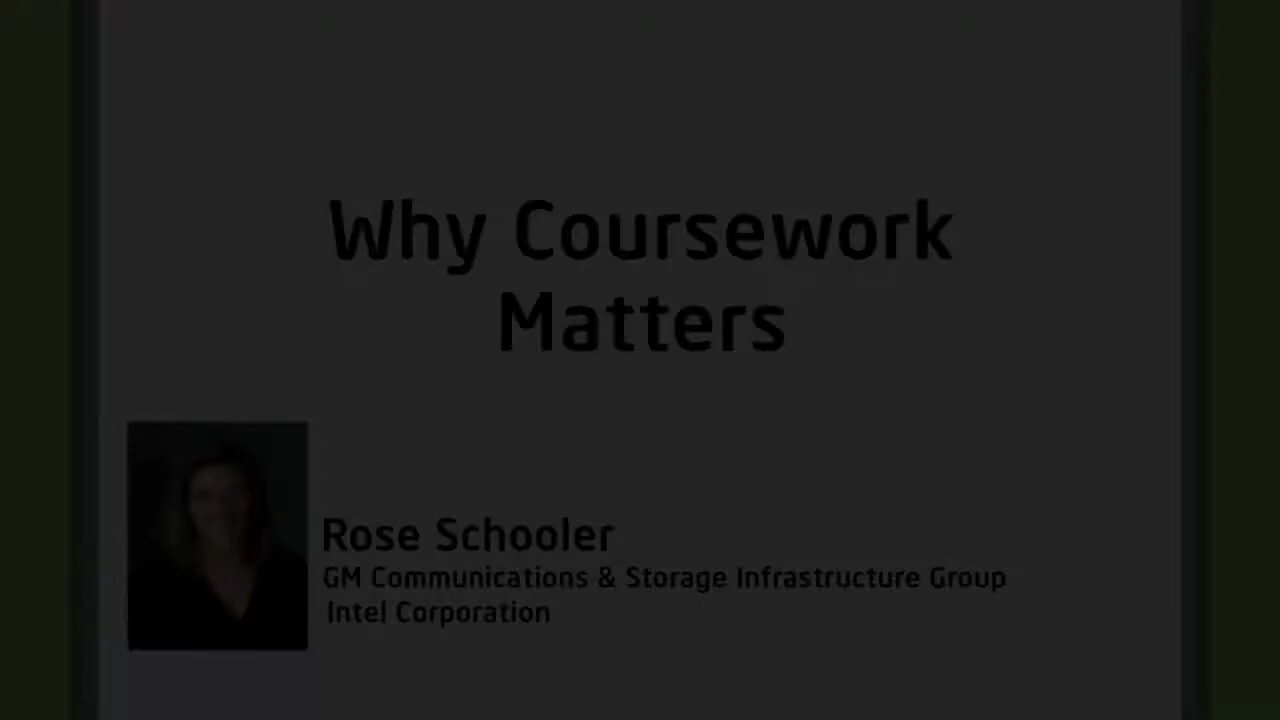 Why Coursework
Matters
Rose Schooler
GM Communications & Storage Infrastructure Group
Intel Corporation